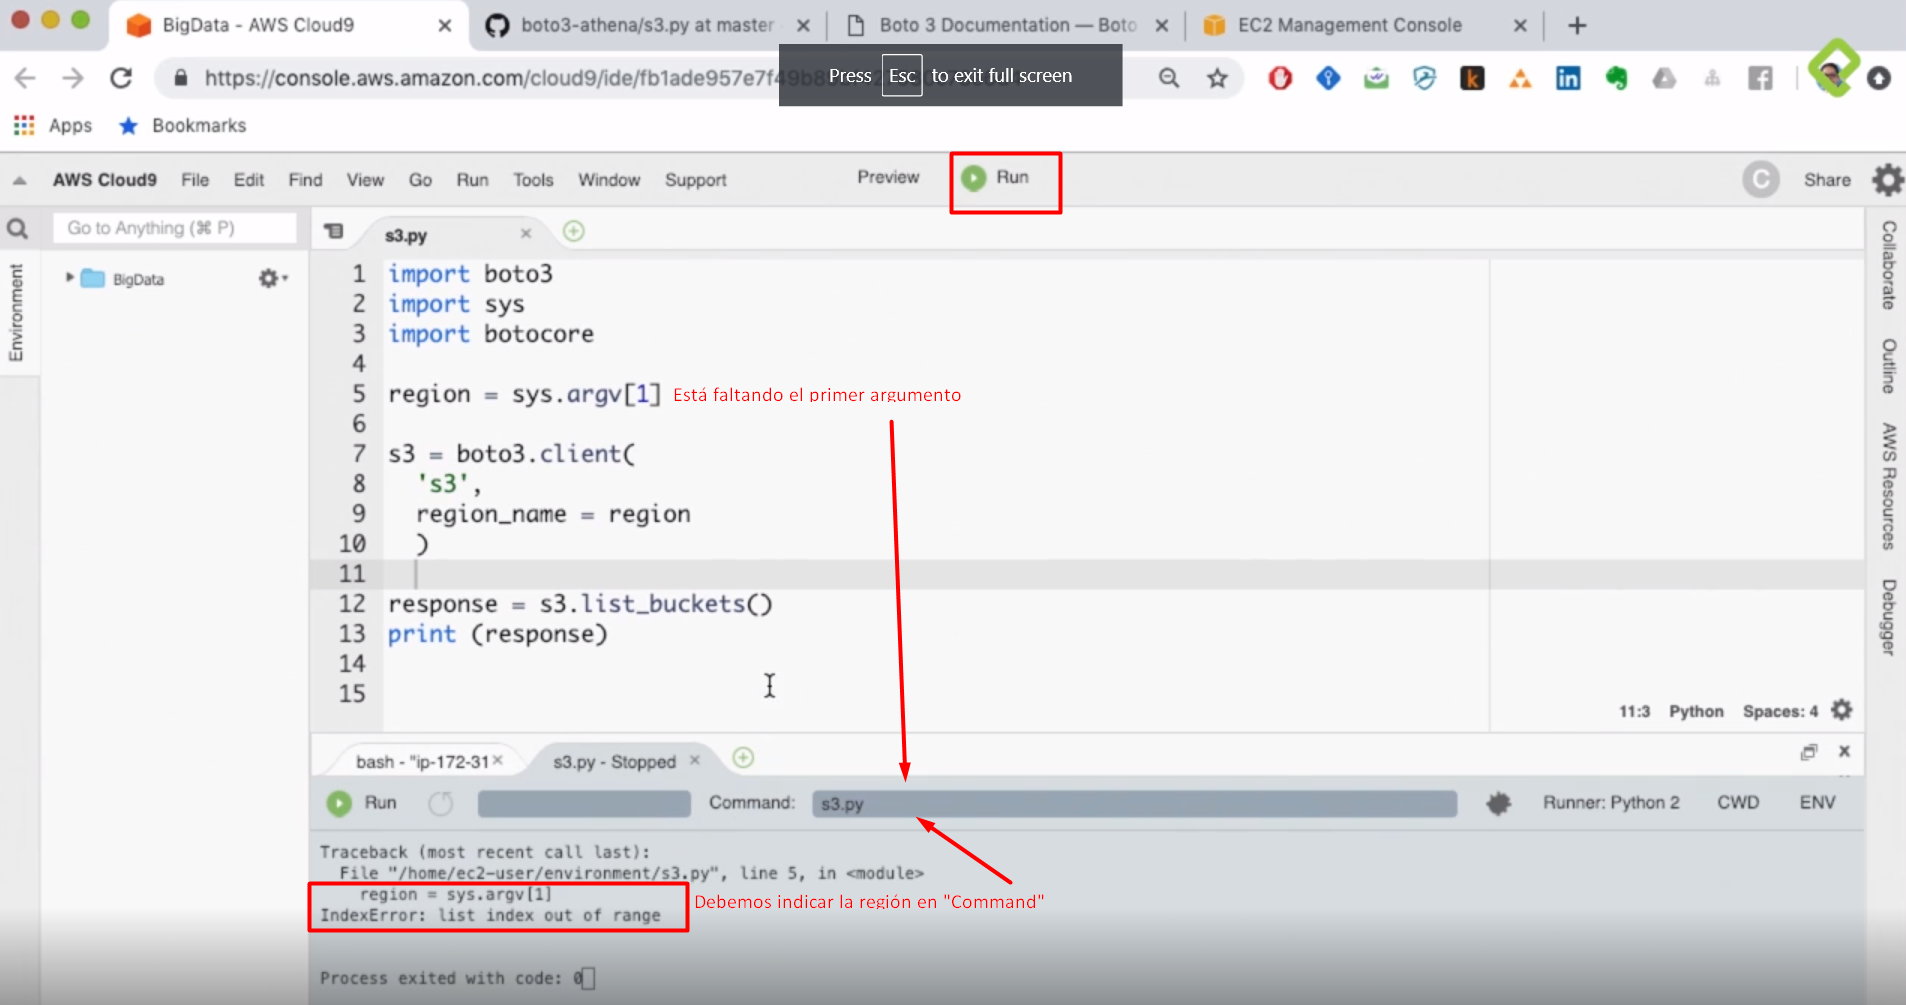 BigData - AWS Cloud9
boto3-athena/s3.py at master
Boto 3 Documentation — Boto
EC2 Management Console
https://console.aws.amazon.com/cloud9/ide/fb1ade957e7f
Press Esc to exit full screen
Apps
Bookmarks
AWS Cloud9 File Edit Find View Go Run Tools Window Support Preview Run C Share
Go to Anything (⌘ P)
s3.py
Environment
BigData
1 import boto3
2 import sys
3 import botocore
4
5 region = sys.argv[1] Está faltando el primer argumento
6
7 s3 = boto3.client(
8 's3',
9 region_name = region
10 )
11
12 response = s3.list_buckets()
13 print (response)
14
15
11:3 Python Spaces: 4
Collaborate
Outline
AWS Resources
Debugger
bash - "ip-172-31
s3.py - Stopped
Run Command: s3.py Runner: Python 2 CWD ENV
Traceback (most recent call last):
File "/home/ec2-user/environment/s3.py", line 5, in <module>
region = sys.argv[1]
IndexError: list index out of range
Debemos indicar la región en "Command"
Process exited with code: 0